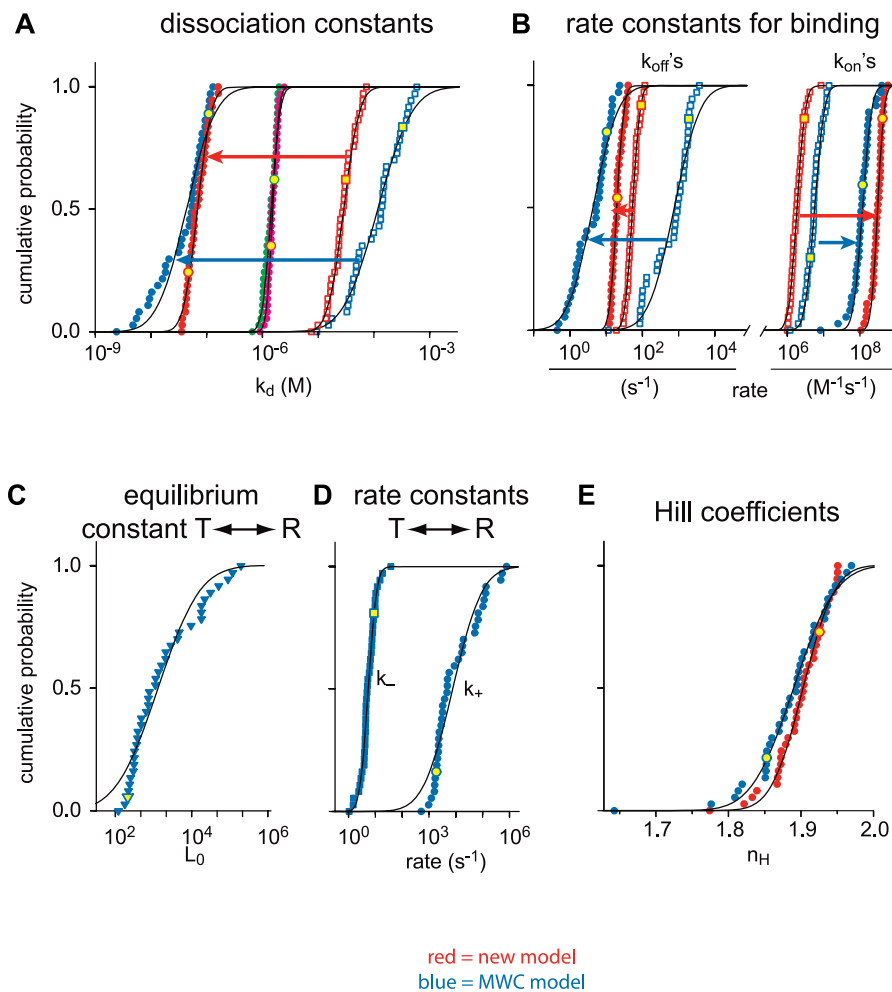 A dissociation constants
B rate constants for binding
k_off's k_on's
cumulative probability
1.0
0.5
0.0
10^-9 10^-6 10^-3
k_d (M)
10^0 10^2 10^4 10^6 10^8
(s^-1) rate (M^-1s^-1)
C equilibrium
constant T R
D rate constants
T R
E Hill coefficients
cumulative probability
1.0
0.5
0.0
k_– k_+
10^2 10^4 10^6
L_0
10^0 10^3 10^6
rate (s^-1)
1.7 1.8 1.9 2.0
n_H
red = new model
blue = MWC model